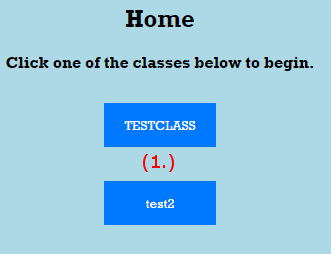 Home
Click one of the classes below to begin.
TESTCLASS
(1.)
test2